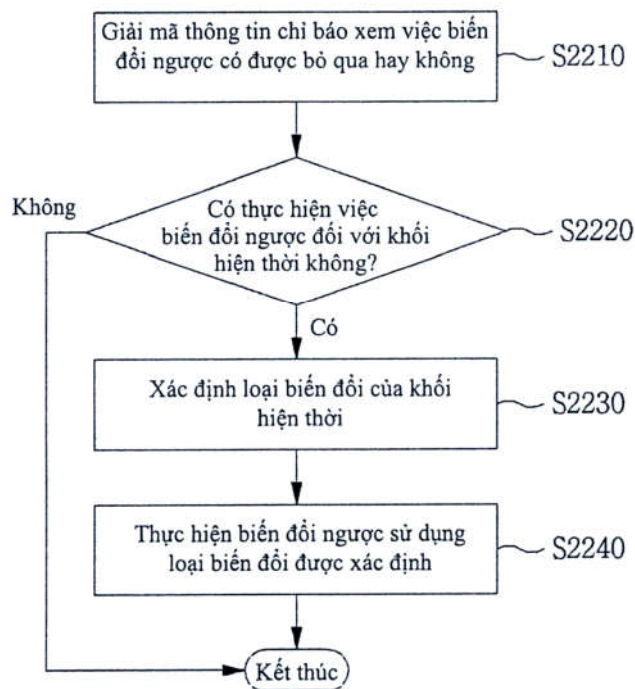 Giải mã thông tin chỉ báo xem việc biến
đổi ngược có được bỏ qua hay không
S2210
Không
Có thực hiện việc
biến đổi ngược đối với khối
hiện thời không?
S2220
Có
Xác định loại biến đổi của khối
hiện thời
S2230
Thực hiện biến đổi ngược sử dụng
loại biến đổi được xác định
S2240
Kết thúc